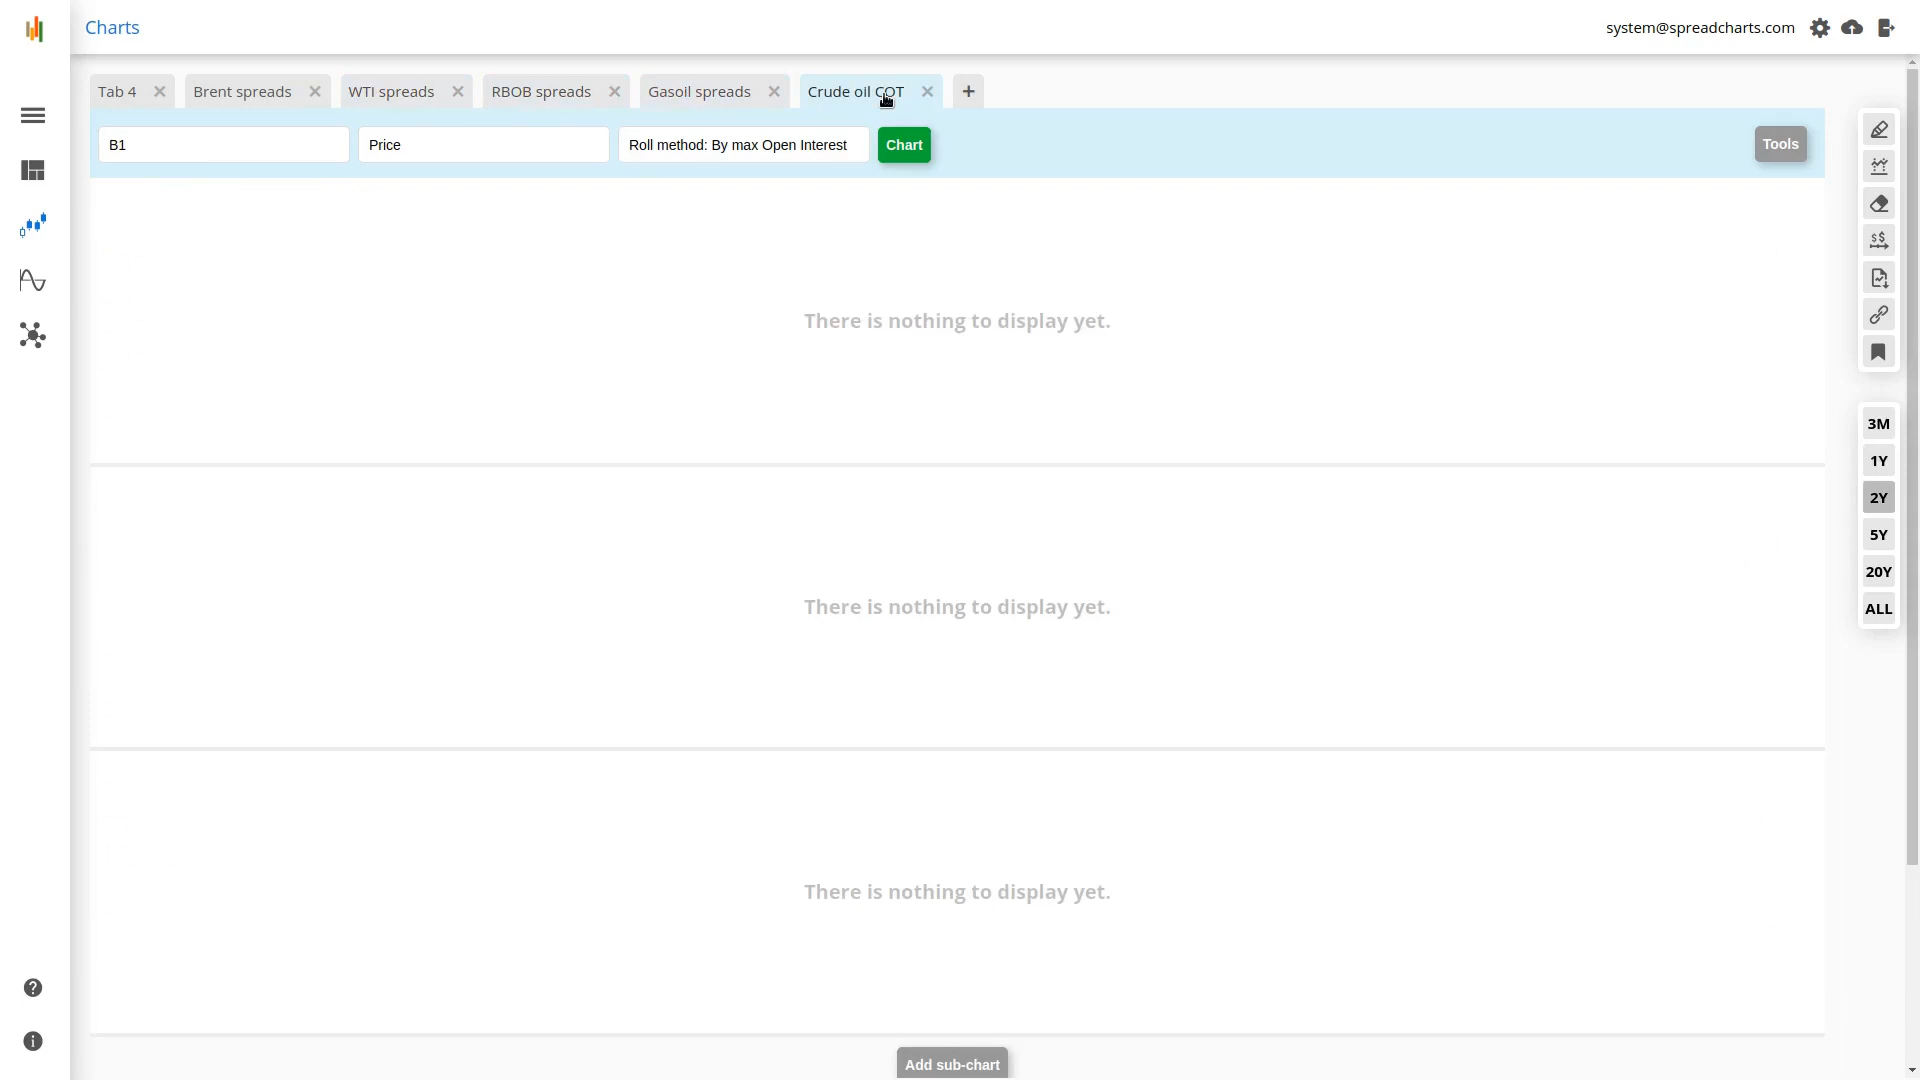 Charts
system@spreadcharts.com
Tab 4
Brent spreads
WTI spreads
RBOB spreads
Gasoil spreads
Crude oil COT
+
B1
Price
Roll method: By max Open Interest
Chart
Tools
There is nothing to display yet.
There is nothing to display yet.
There is nothing to display yet.
3M
1Y
2Y
5Y
20Y
ALL
Add sub-chart